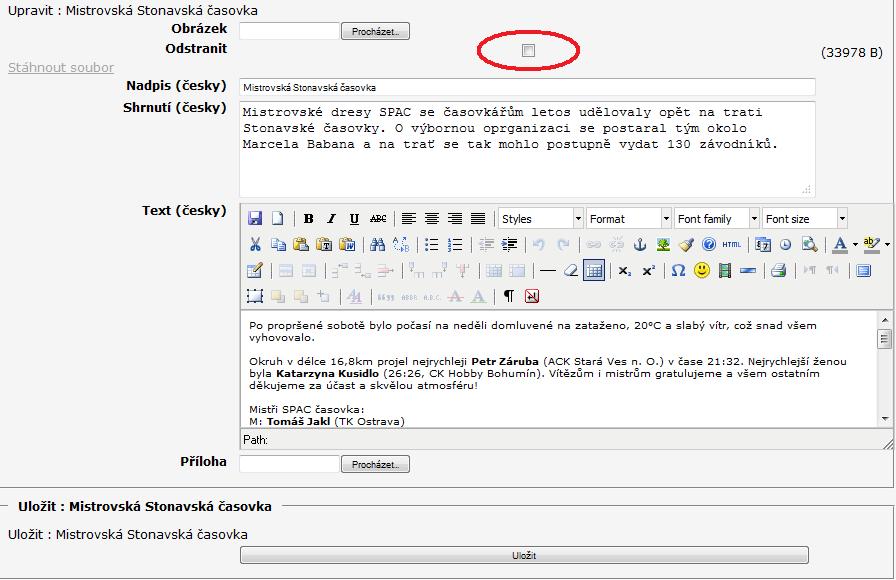 Upravit : Mistrovská Stonavská časovka
Obrázek Procházet..
Odstranit (33978 B)
Stáhnout soubor
Nadpis (česky) Mistrovská Stonavská časovka
Shrnutí (česky) Mistrovské dresy SPAC se časovkářům letos udělovaly opět na trati
Stonavské časovky. O výbornou oprganizaci se postaral tým okolo
Marcela Babana a na trať se tak mohlo postupně vydat 130 závodníků.
Text (česky) B I U ABC Styles Format Font family Font size
HTML A ab
x₂ x² Ω ¶
A ABBR A.B.C. A A ¶
Po propršené sobotě bylo počasí na neděli domluvené na zataženo, 20°C a slabý vítr, což snad všem
vyhovovalo.
Okruh v délce 16,8km projel nejrychleji Petr Záruba (ACK Stará Ves n. O.) v čase 21:32. Nejrychlejší ženou
byla Katarzyna Kusidlo (26:26, CK Hobby Bohumín). Vítězům i mistrům gratulujeme a všem ostatním
děkujeme za účast a skvělou atmosféru!
Mistři SPAC časovka:
M: Tomáš Jakl (TK Ostrava)
Path:
Příloha Procházet..
Uložit : Mistrovská Stonavská časovka
Uložit : Mistrovská Stonavská časovka
Uložit